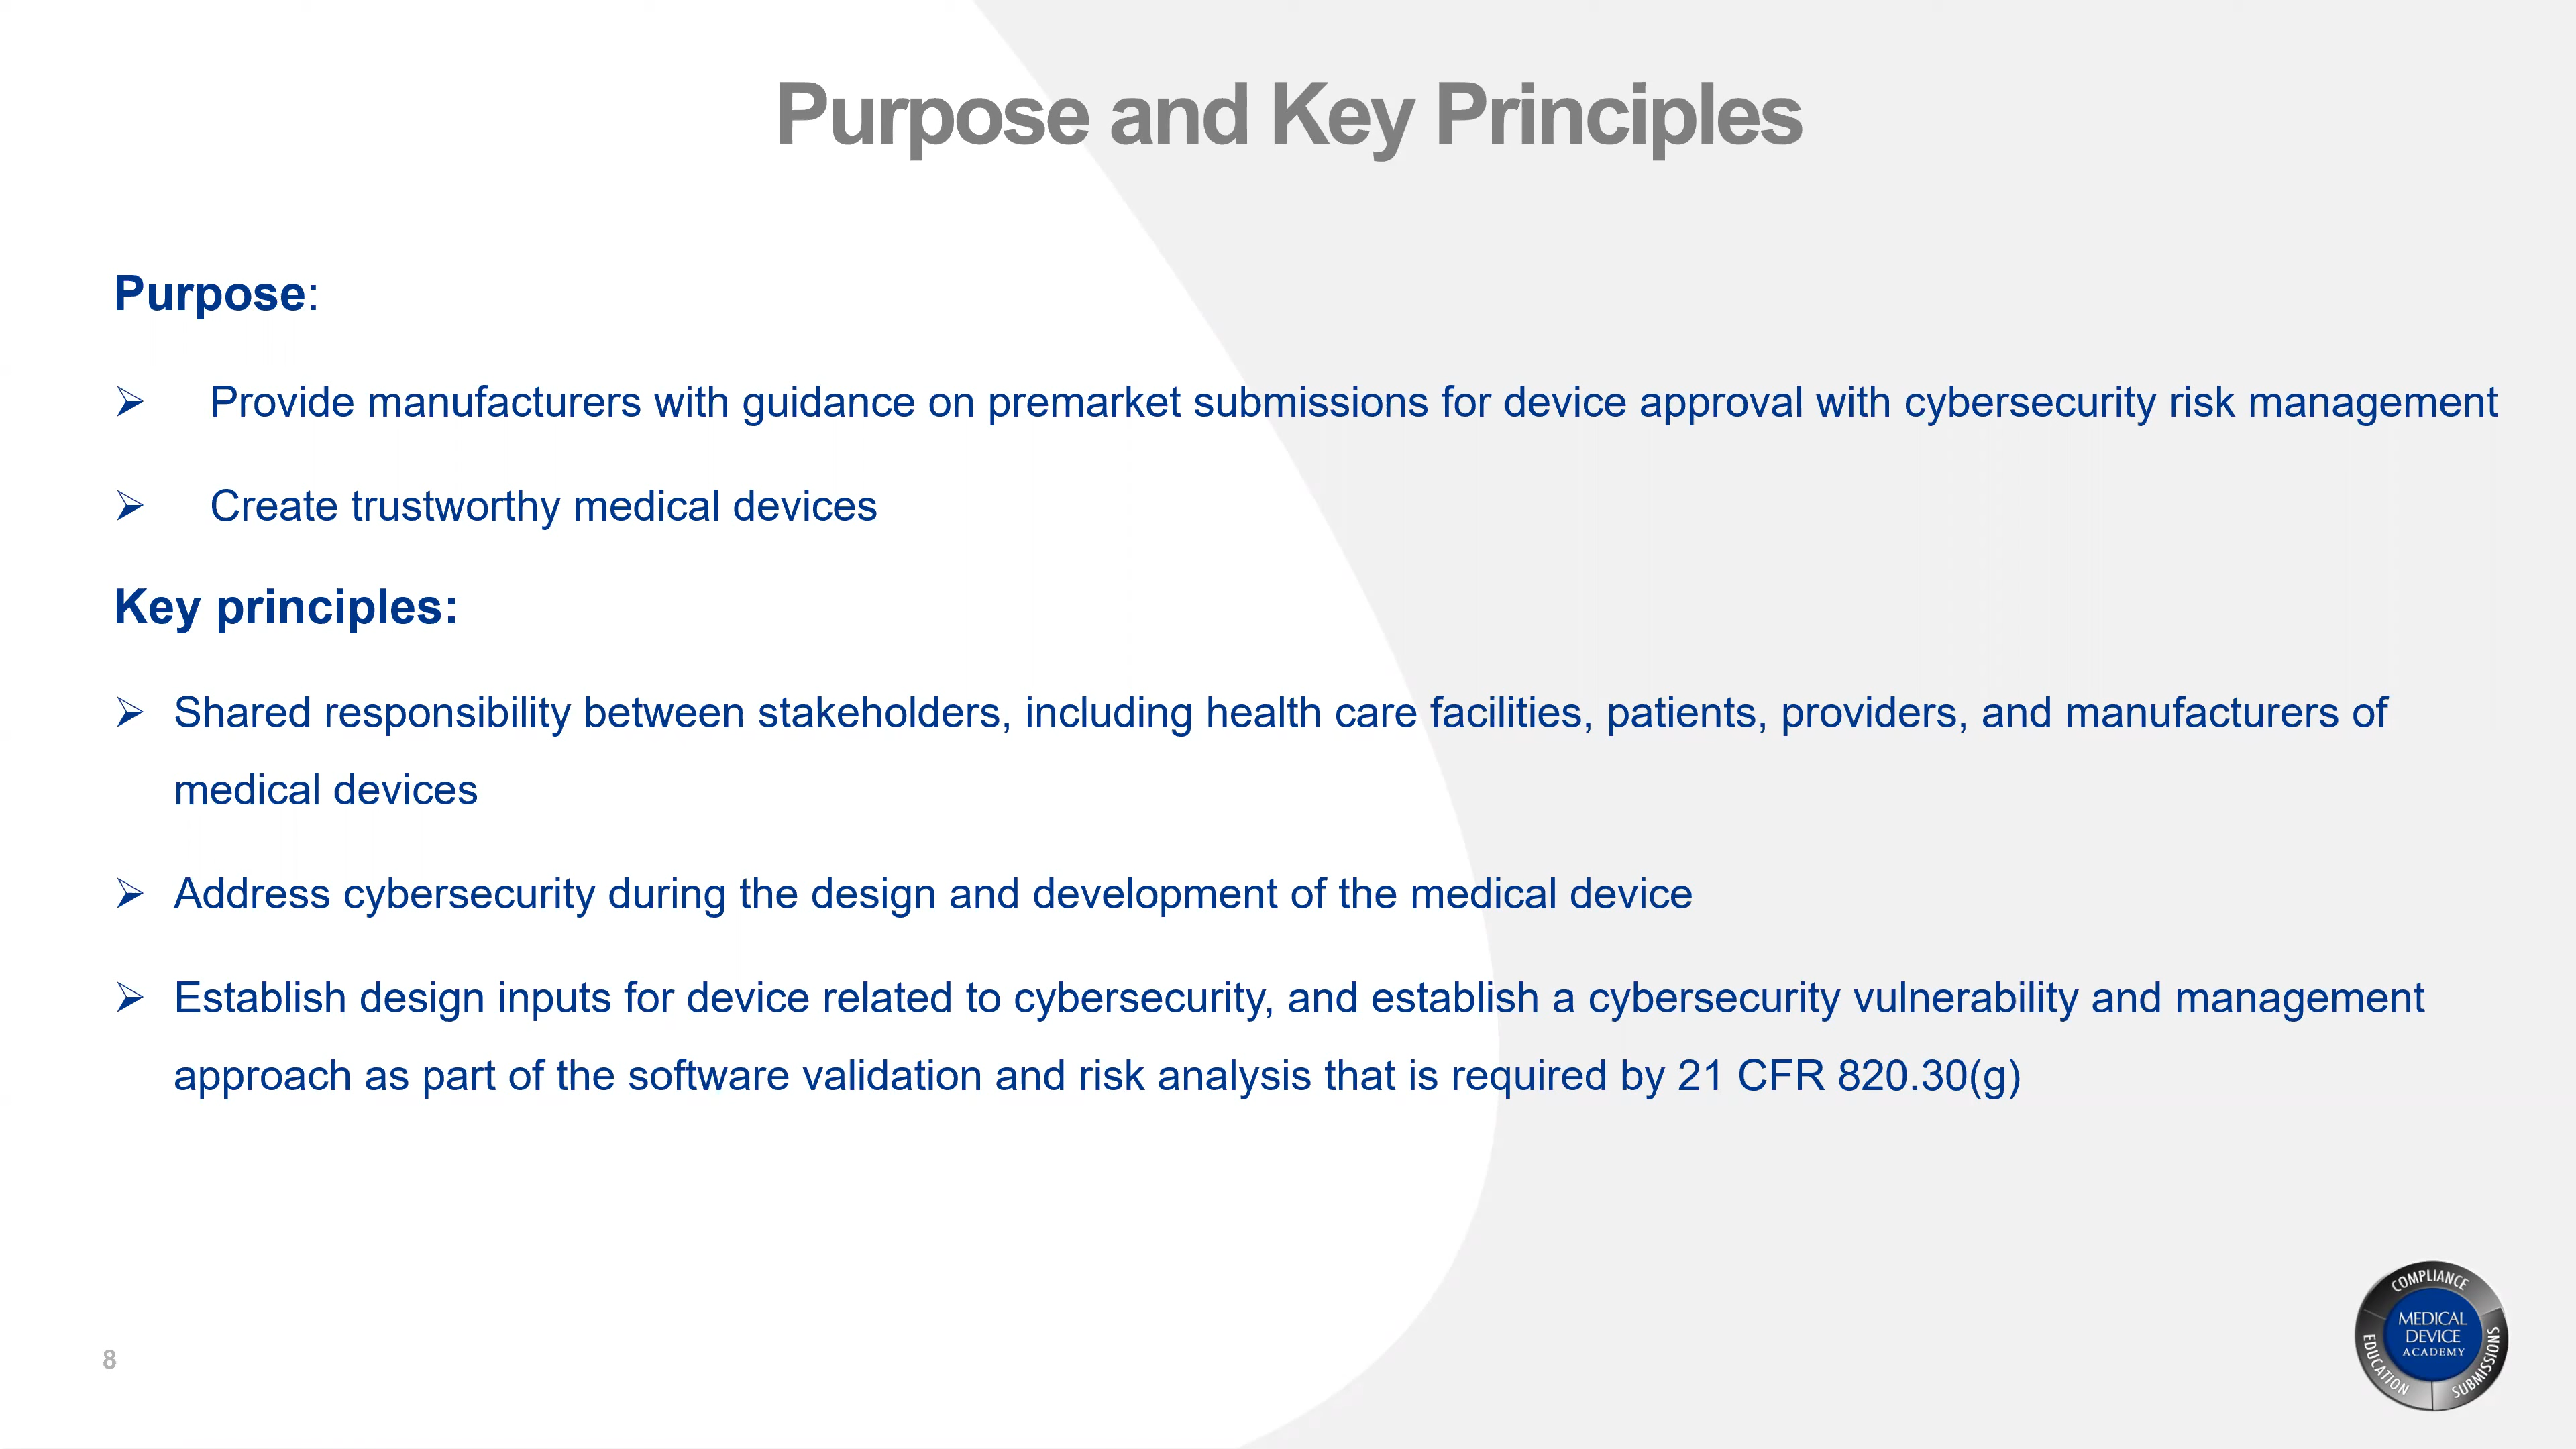 Purpose and Key Principles
Purpose:
➢ Provide manufacturers with guidance on premarket submissions for device approval with cybersecurity risk management
➢ Create trustworthy medical devices
Key principles:
➢ Shared responsibility between stakeholders, including health care facilities, patients, providers, and manufacturers of
medical devices
➢ Address cybersecurity during the design and development of the medical device
➢ Establish design inputs for device related to cybersecurity, and establish a cybersecurity vulnerability and management
approach as part of the software validation and risk analysis that is required by 21 CFR 820.30(g)
8
COMPLIANCE
MEDICAL
DEVICE
ACADEMY
EDUCATION
SUBMISSIONS